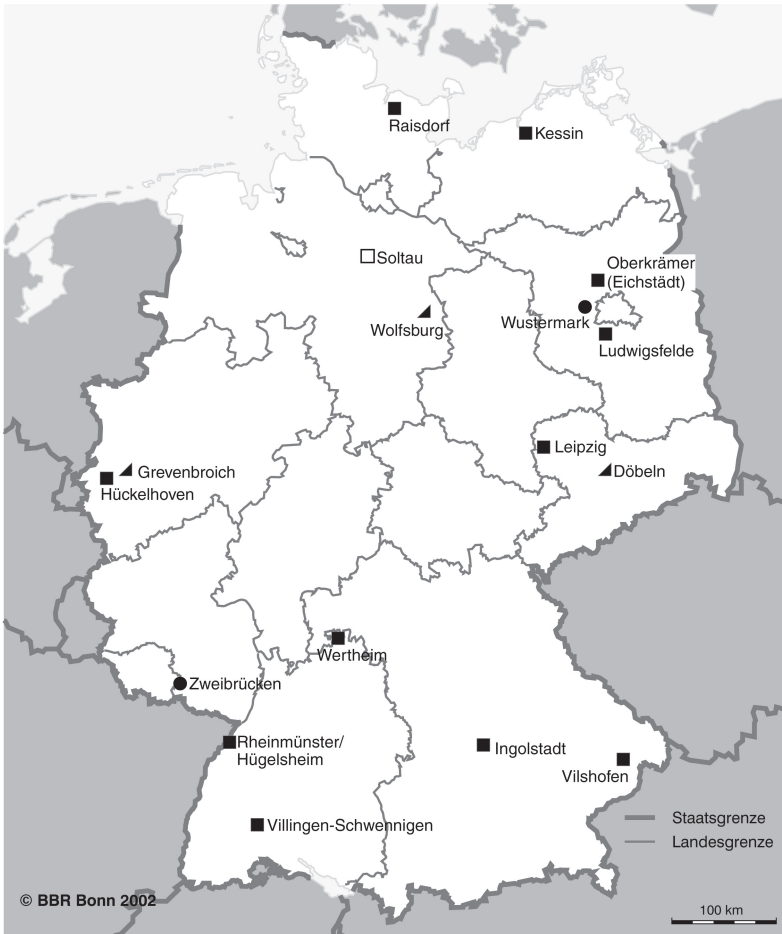 Raisdorf
Kessin
Soltau
Oberkrämer
(Eichstädt)
Wolfsburg
Wustermark
Ludwigsfelde
Leipzig
Grevenbroich
Döbeln
Hückelhoven
Wertheim
Zweibrücken
Rheinmünster/
Hügelsheim
Ingolstadt
Vilshofen
Villingen-Schwennigen
Staatsgrenze
Landesgrenze
© BBR Bonn 2002
100 km